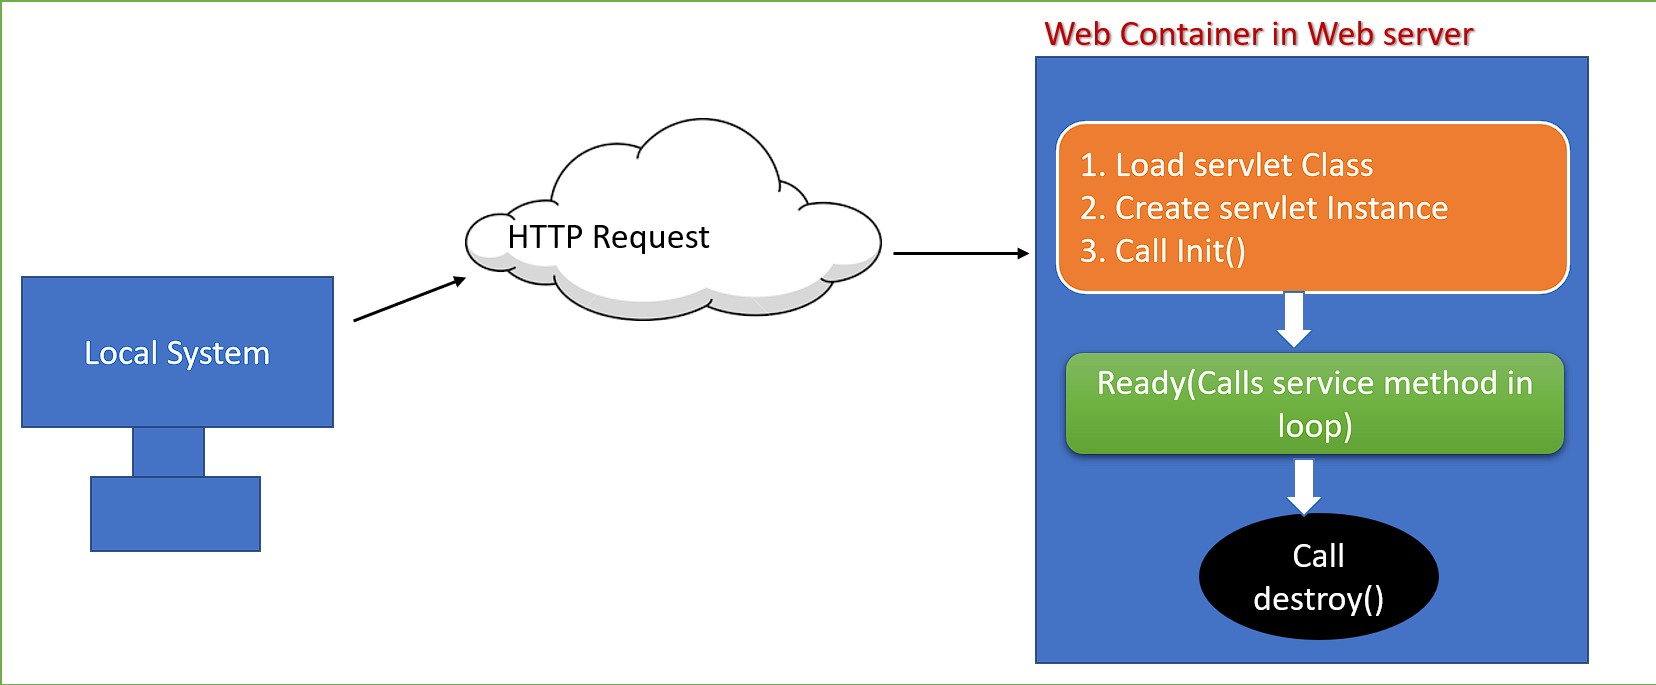 Web Container in Web server
1. Load servlet Class
2. Create servlet Instance
3. Call Init()
HTTP Request
Local System
Ready(Calls service method in
loop)
Call
destroy()